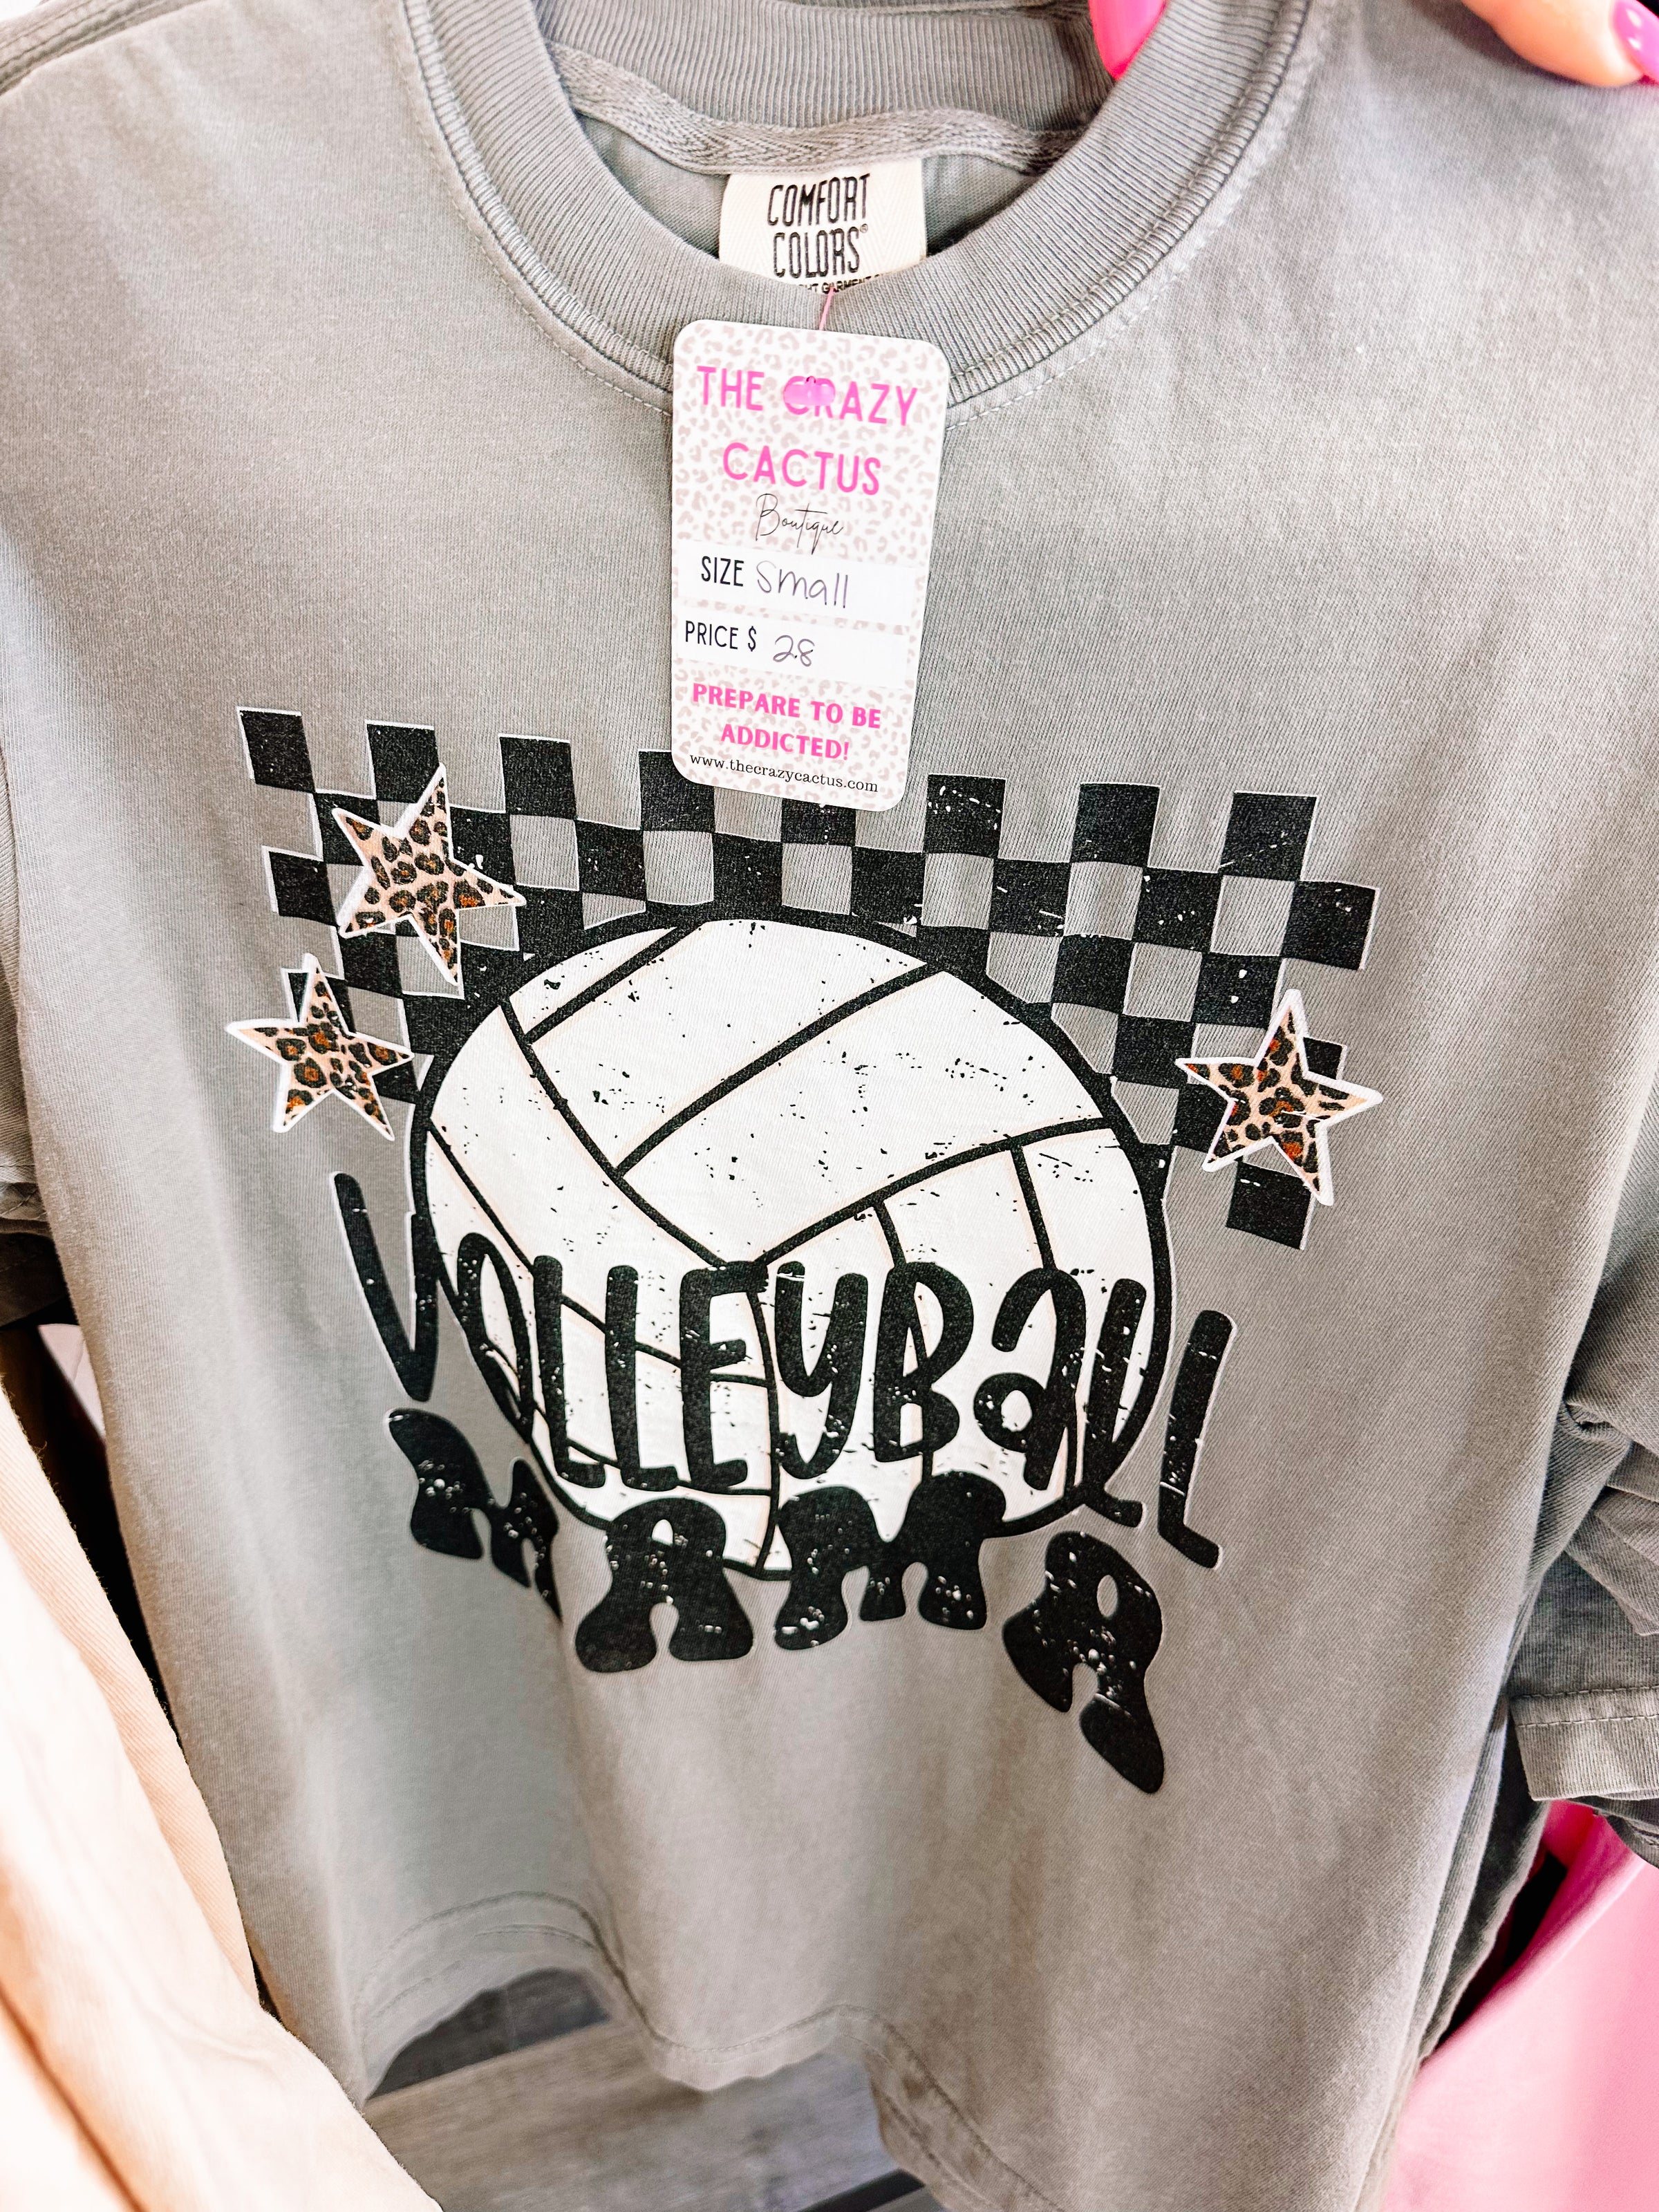 COMFORT
COLORS®
THE CRAZY
CACTUS
Boutique
SIZE small
PRICE $ 28
PREPARE TO BE
ADDICTED!
www.thecrazycactus.com
VOLLEYBaLL
MAMA